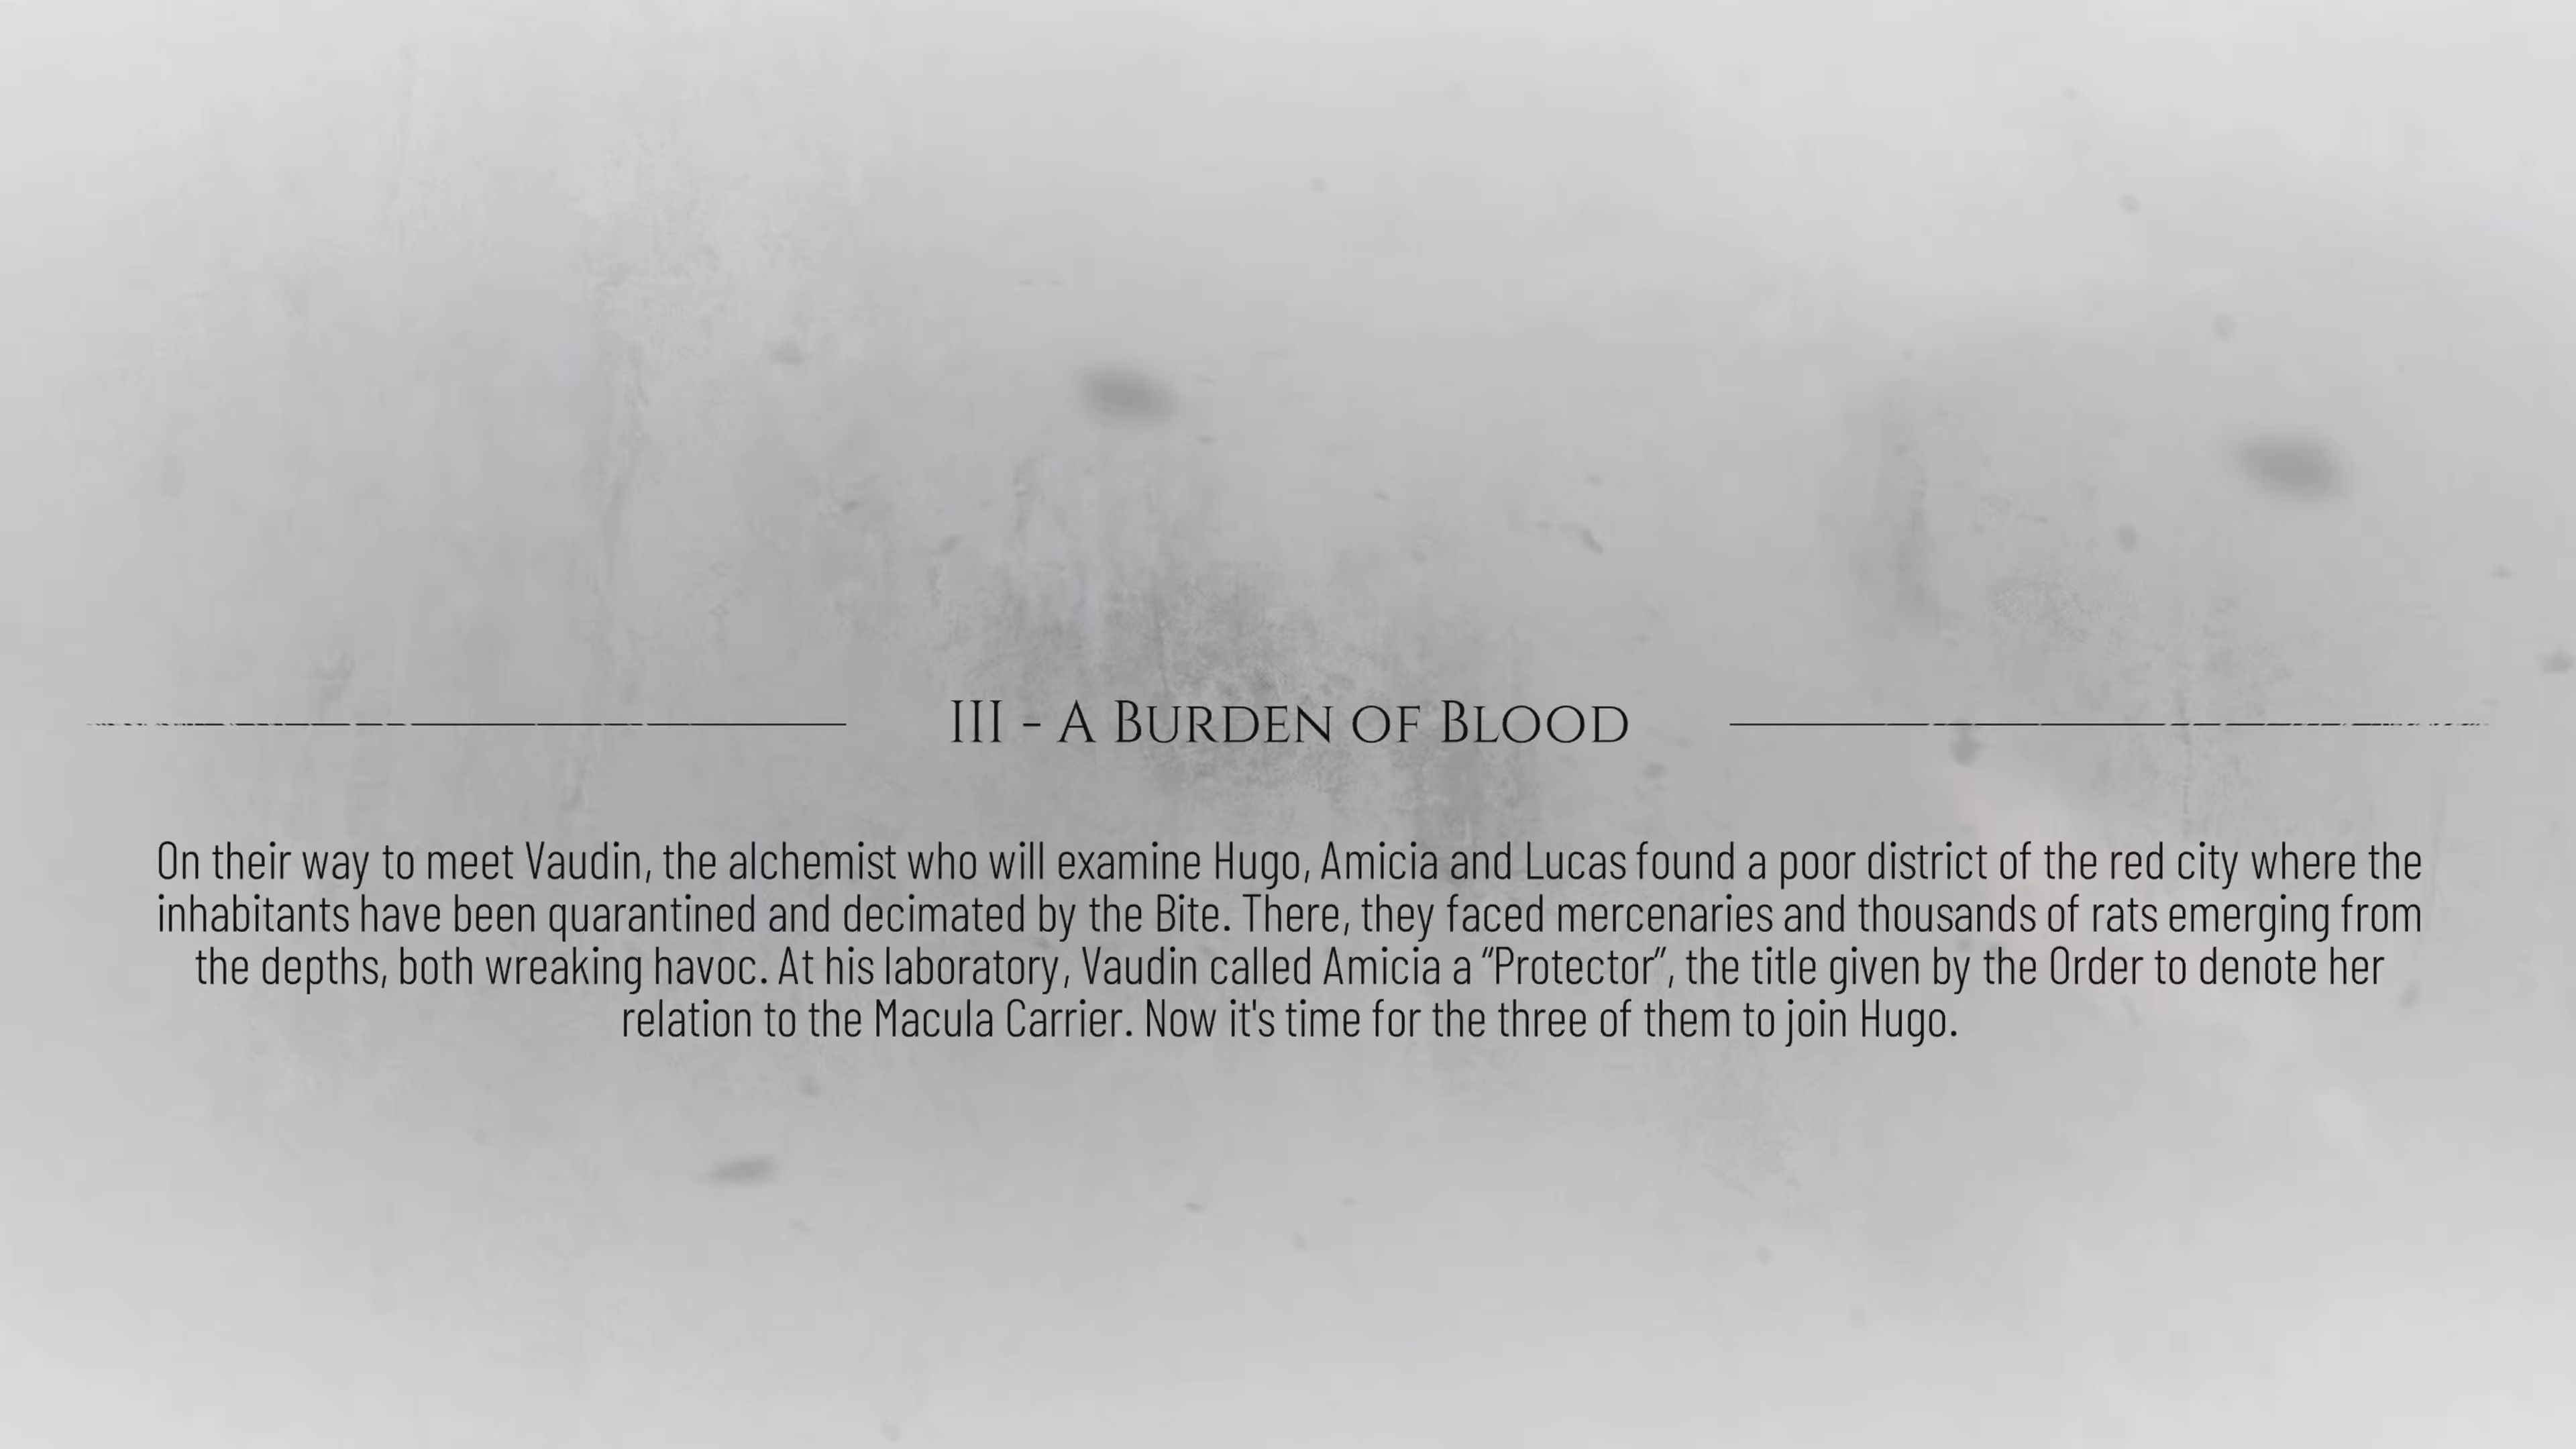 III - A Burden of Blood
On their way to meet Vaudin, the alchemist who will examine Hugo, Amicia and Lucas found a poor district of the red city where the
inhabitants have been quarantined and decimated by the Bite. There, they faced mercenaries and thousands of rats emerging from
the depths, both wreaking havoc. At his laboratory, Vaudin called Amicia a “Protector”, the title given by the Order to denote her
relation to the Macula Carrier. Now it's time for the three of them to join Hugo.